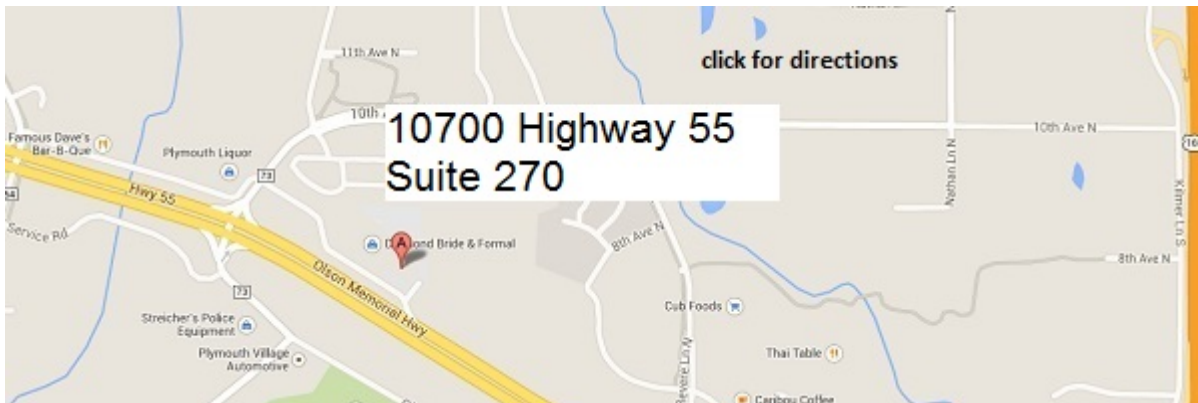 click for directions
11th Ave N
10th
10700 Highway 55
Suite 270
10th Ave N
Famous Dave's
Bar-B-Que
Plymouth Liquor
73
Hwy 55
Service Rd
Nathan Ln N
Kilmer Ln S
Bride & Formal
A
8th Ave N
8th Ave N
Olson Memorial Hwy
73
Cub Foods
Streicher's Police
Equipment
Plymouth Village
Automotive
Revere Ln N
Thai Table
Caribou Coffee